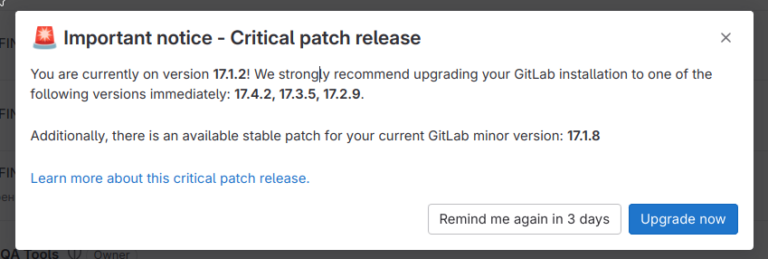 🚨 Important notice - Critical patch release
You are currently on version 17.1.2! We strongly recommend upgrading your GitLab installation to one of the
following versions immediately: 17.4.2, 17.3.5, 17.2.9.
Additionally, there is an available stable patch for your current GitLab minor version: 17.1.8
Learn more about this critical patch release.
Remind me again in 3 days
Upgrade now
QA Tools
Owner